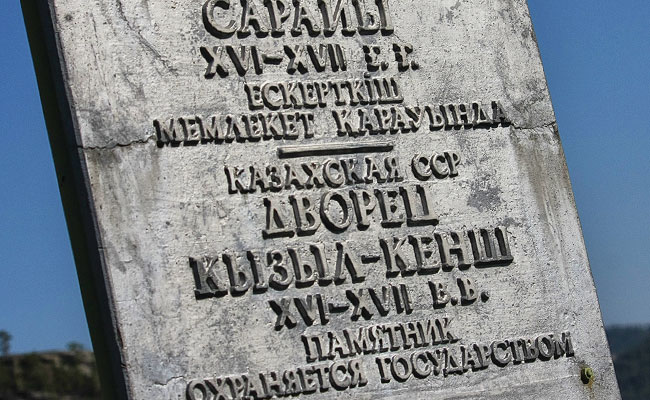 САРАЙЫ
XVI–XVII Ғ. Ғ.
ЕСКЕРТКІШ
МЕМЛЕКЕТ ҚАРАУЫНДА
КАЗАХСКАЯ ССР
ДВОРЕЦ
КЫЗЫЛ-КЕНШ
XVI–XVII В.В.
ПАМЯТНИК
ОХРАНЯЕТСЯ ГОСУДАРСТВОМ